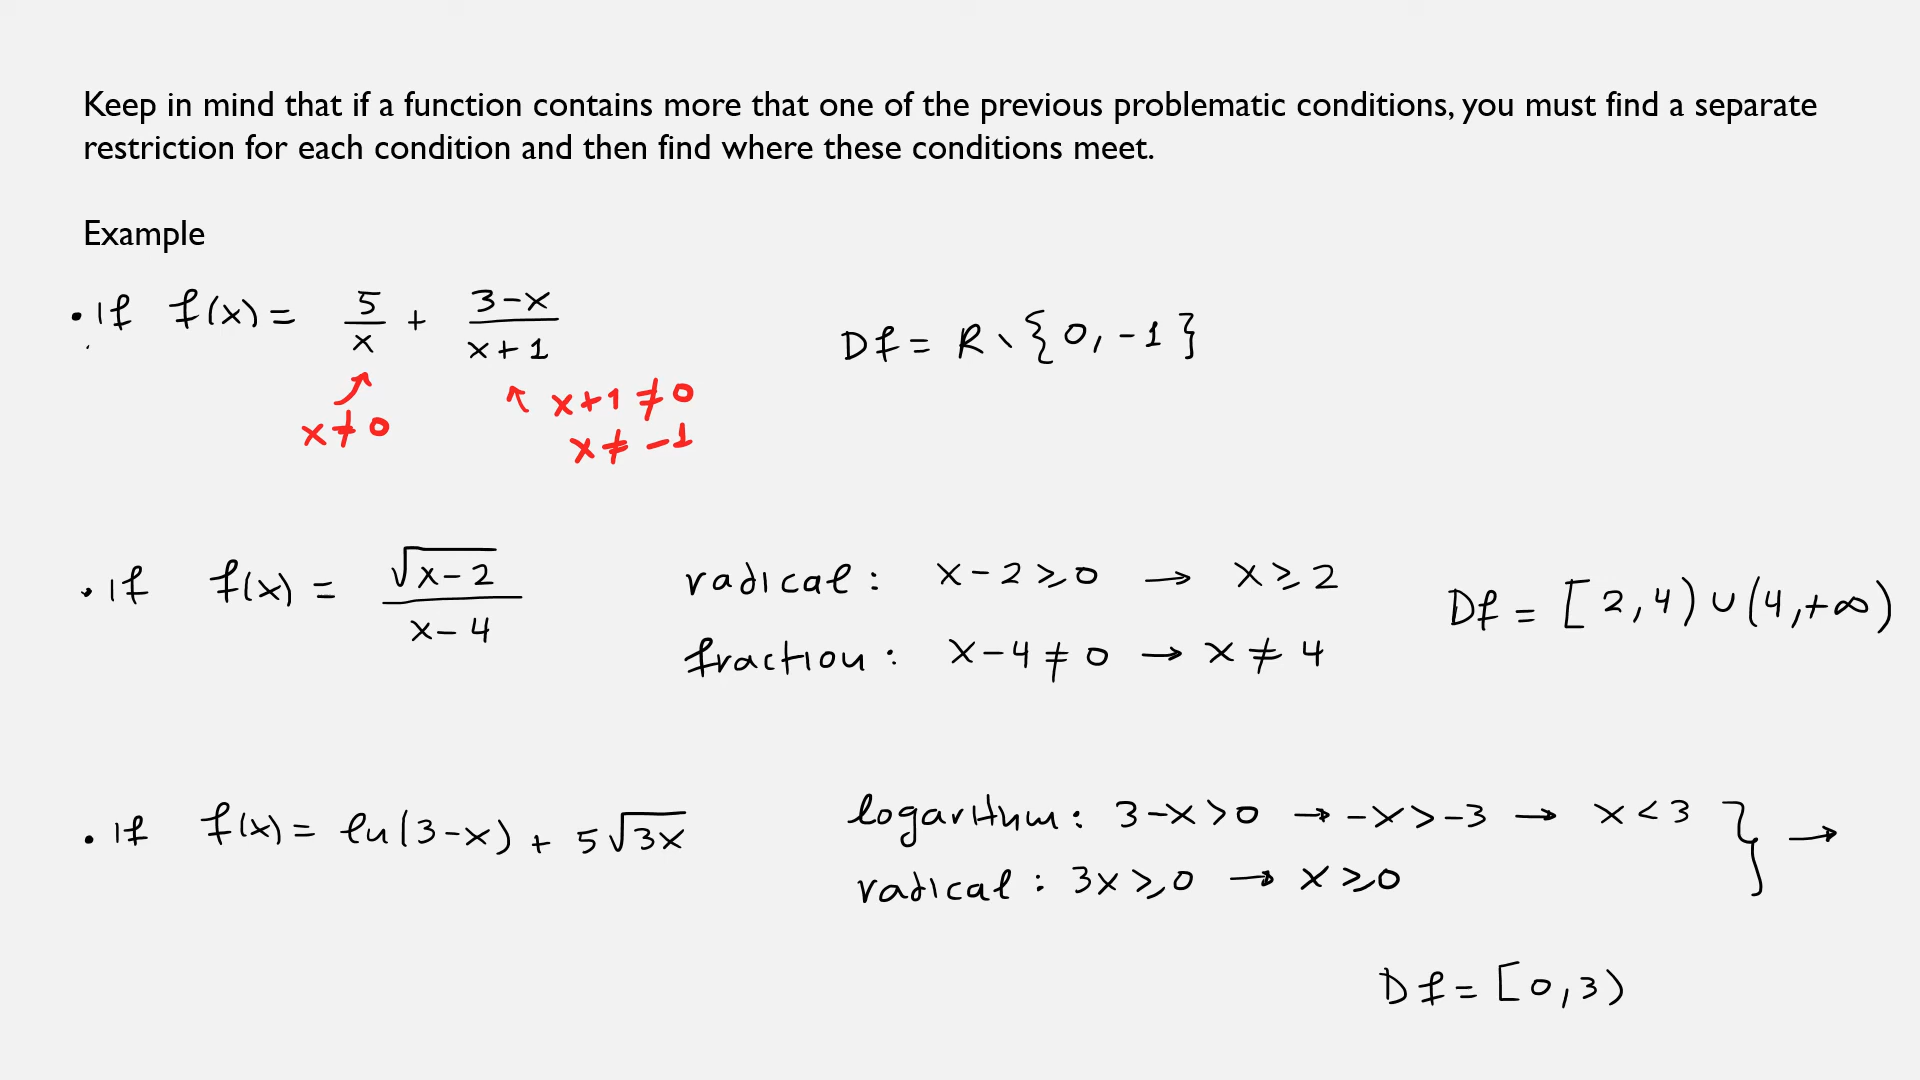 Keep in mind that if a function contains more that one of the previous problematic conditions, you must find a separate
restriction for each condition and then find where these conditions meet.
Example
• If f(x) = 5/x + (3-x)/(x+1)
x ≠ 0
x+1 ≠ 0
x ≠ -1
Df = R \ {0, -1}
• If f(x) = √(x-2) / (x-4)
radical: x-2 ⩾ 0 → x ⩾ 2
fraction: x-4 ≠ 0 → x ≠ 4
Df = [2,4) ∪ (4,+∞)
• If f(x) = ln(3-x) + 5√3x
logarithm: 3-x > 0 → -x > -3 → x < 3 } →
radical: 3x ⩾ 0 → x ⩾ 0
Df = [0,3)